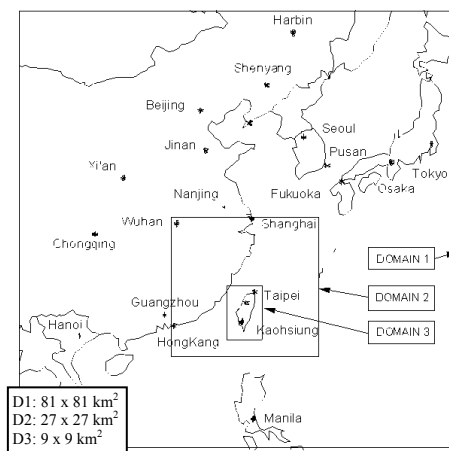 Harbin
Shenyang
Beijing
Seoul
Jinan
Pusan
Xi'an
Tokyo
Nanjing
Fukuoka
Osaka
Wuhan
Shanghai
Chongqing
DOMAIN 1
Taipei
DOMAIN 2
Guangzhou
Hanoi
Kaohsiung
DOMAIN 3
HongKang
D1: 81 x 81 km²
D2: 27 x 27 km²
D3: 9 x 9 km²
Manila